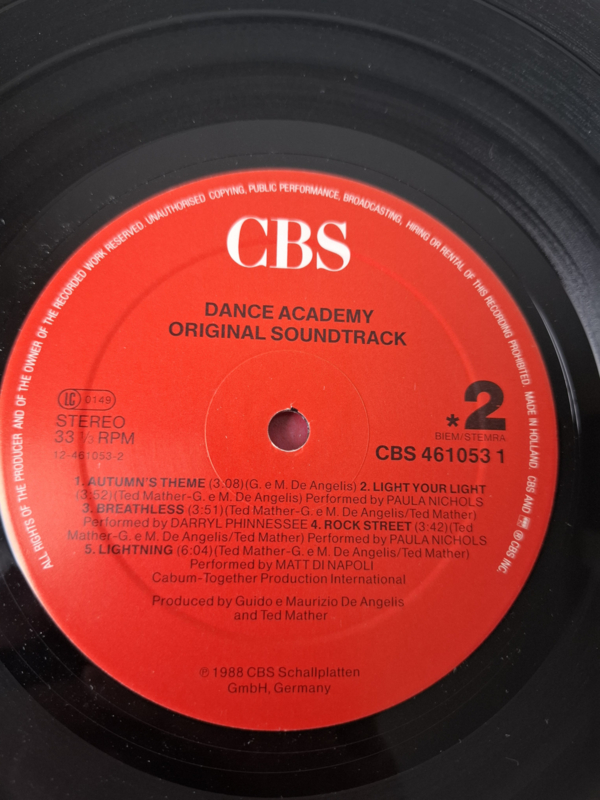 ALL RIGHTS OF THE PRODUCER AND OF THE OWNER OF THE RECORDED WORK RESERVED. UNAUTHORISED COPYING, PUBLIC PERFORMANCE, BROADCASTING, HIRING OR RENTAL OF THIS RECORDING PROHIBITED. MADE IN HOLLAND. CBS AND ℗ CBS INC.
CBS
DANCE ACADEMY
ORIGINAL SOUNDTRACK
LC 0149
STEREO
33 1/3 RPM
12-461053-2
*2
BIEM/STEMRA
CBS 461053 1
1. AUTUMN'S THEME (3:08)(G. e M. De Angelis) 2. LIGHT YOUR LIGHT
(3:52)(Ted Mather-G. e M. De Angelis) Performed by PAULA NICHOLS
3. BREATHLESS (3:51)(Ted Mather-G. e M. De Angelis/Ted Mather)
Performed by DARRYL PHINNESSEE 4. ROCK STREET (3:42)(Ted
Mather-G. e M. De Angelis/Ted Mather) Performed by PAULA NICHOLS
5. LIGHTNING (6:04)(Ted Mather-G. e M. De Angelis/Ted Mather)
Performed by MATT DI NAPOLI
Cabum-Together Production International
Produced by Guido e Maurizio De Angelis
and Ted Mather
℗ 1988 CBS Schallplatten
GmbH, Germany